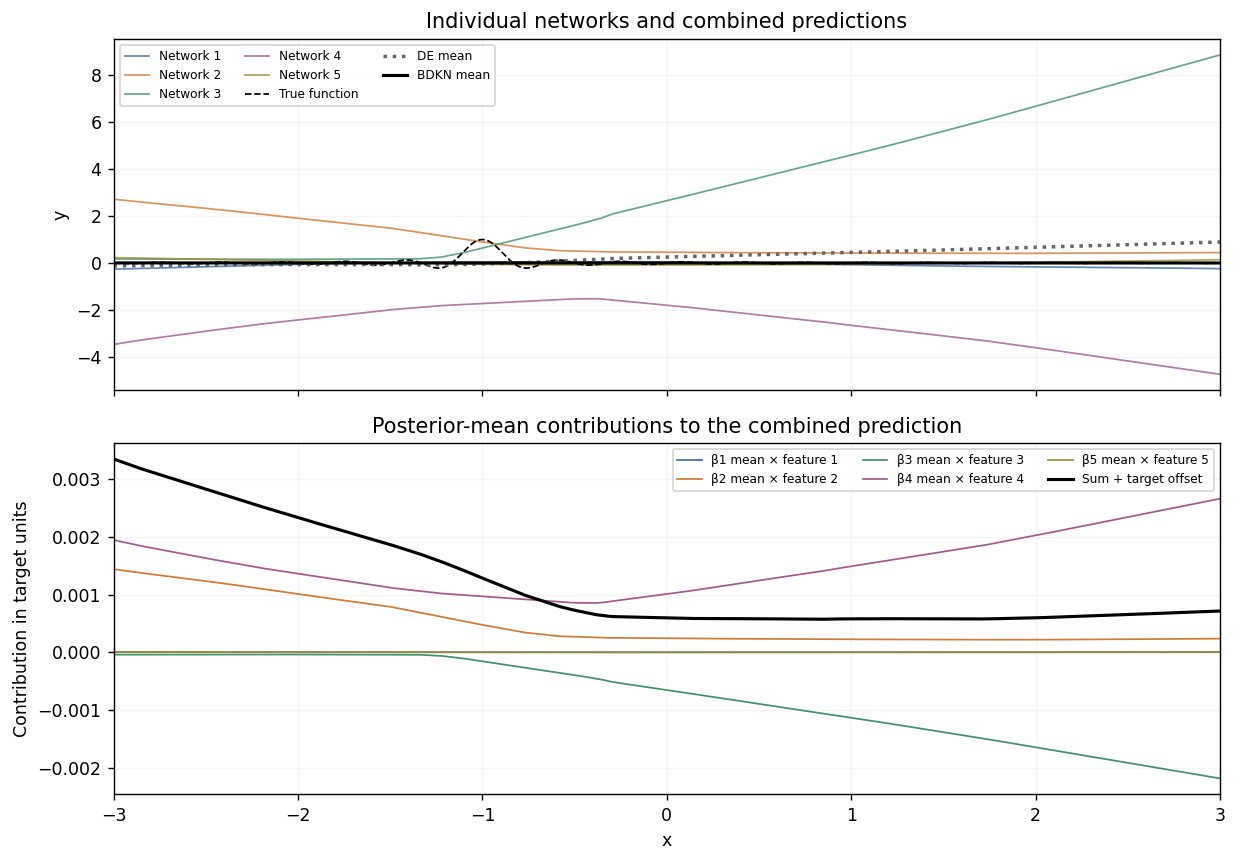 Individual networks and combined predictions
Network 1 Network 4 DE mean
Network 2 Network 5 BDKN mean
Network 3 True function
8
6
4
2
0
−2
−4
y
Posterior-mean contributions to the combined prediction
β1 mean × feature 1 β3 mean × feature 3 β5 mean × feature 5
β2 mean × feature 2 β4 mean × feature 4 Sum + target offset
0.003
0.002
0.001
0.000
−0.001
−0.002
Contribution in target units
−3 −2 −1 0 1 2 3
x